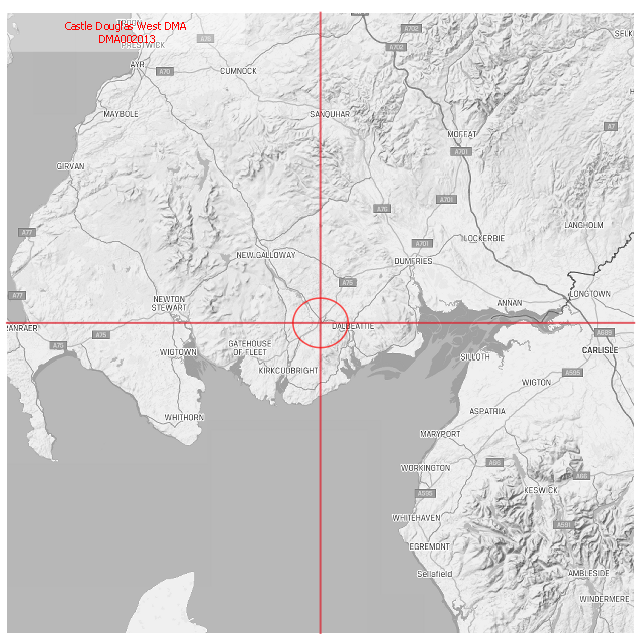 Castle Douglas West DMA
DMA002013
TROON
PRESTWICK
A76
A702
SELK
A702
AYR
A70
CUMNOCK
MAYBOLE
SANQUHAR
A7
MOFFAT
A701
GIRVAN
A701
A76
LANGHOLM
A77
LOCKERBIE
A701
NEW GALLOWAY
DUMFRIES
A75
A77
NEWTON
STEWART
LONGTOWN
ANNAN
RANRAER
DALBEATTIE
A75
A689
A75
WIGTOWN
GATEHOUSE
OF FLEET
CARLISLE
SILLOTH
KIRKCUDBRIGHT
A595
WIGTON
ASPATRIA
WHITHORN
MARYPORT
WORKINGTON
A66
A66
A595
KESWICK
WHITEHAVEN
A591
EGREMONT
Sellafield
AMBLESIDE
WINDERMERE